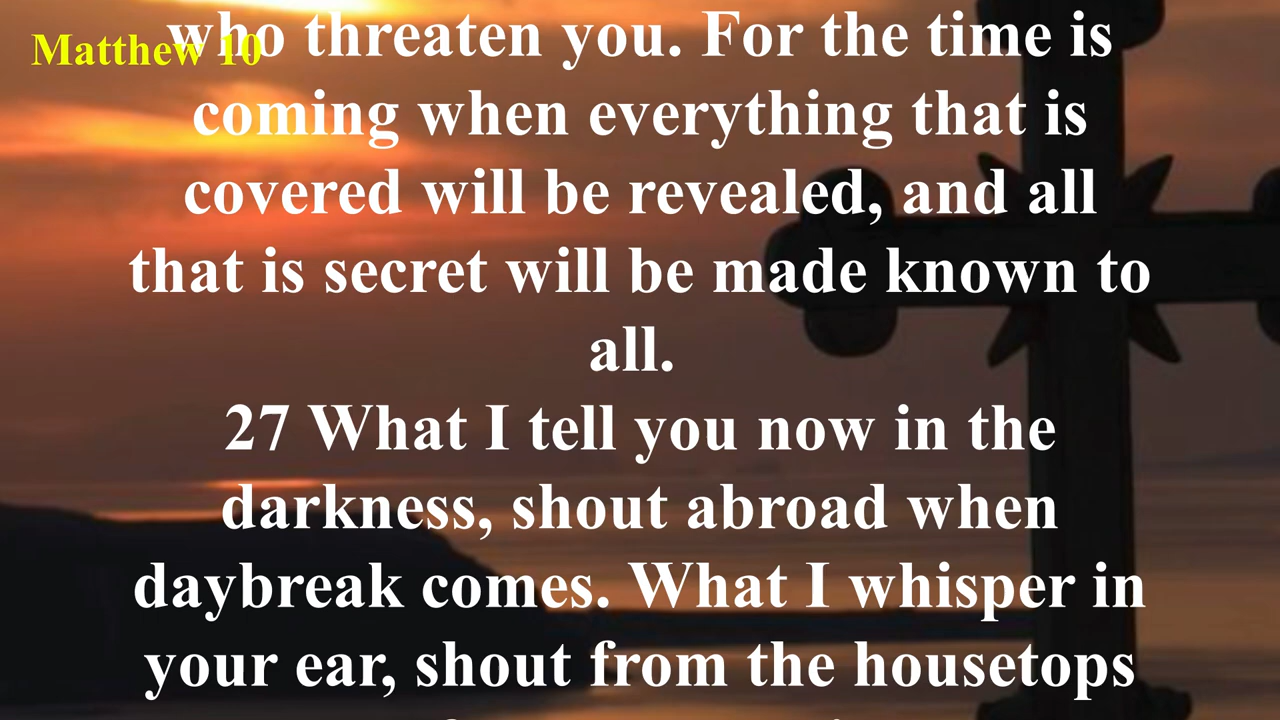 Matthew 10
who threaten you. For the time is
coming when everything that is
covered will be revealed, and all
that is secret will be made known to
all.
27 What I tell you now in the
darkness, shout abroad when
daybreak comes. What I whisper in
your ear, shout from the housetops